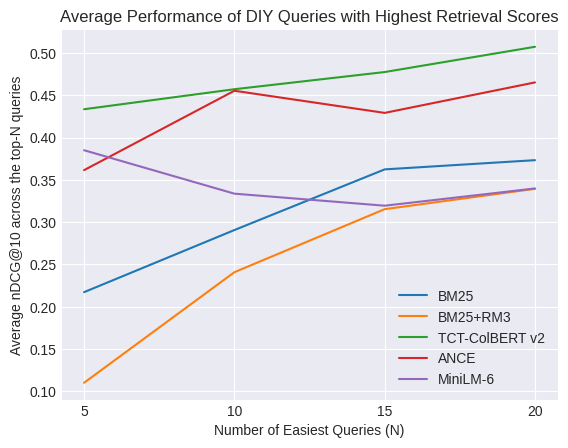 Average Performance of DIY Queries with Highest Retrieval Scores
Average nDCG@10 across the top-N queries
0.50
0.45
0.40
0.35
0.30
0.25
0.20
0.15
0.10
BM25
BM25+RM3
TCT-ColBERT v2
ANCE
MiniLM-6
5
10
15
20
Number of Easiest Queries (N)